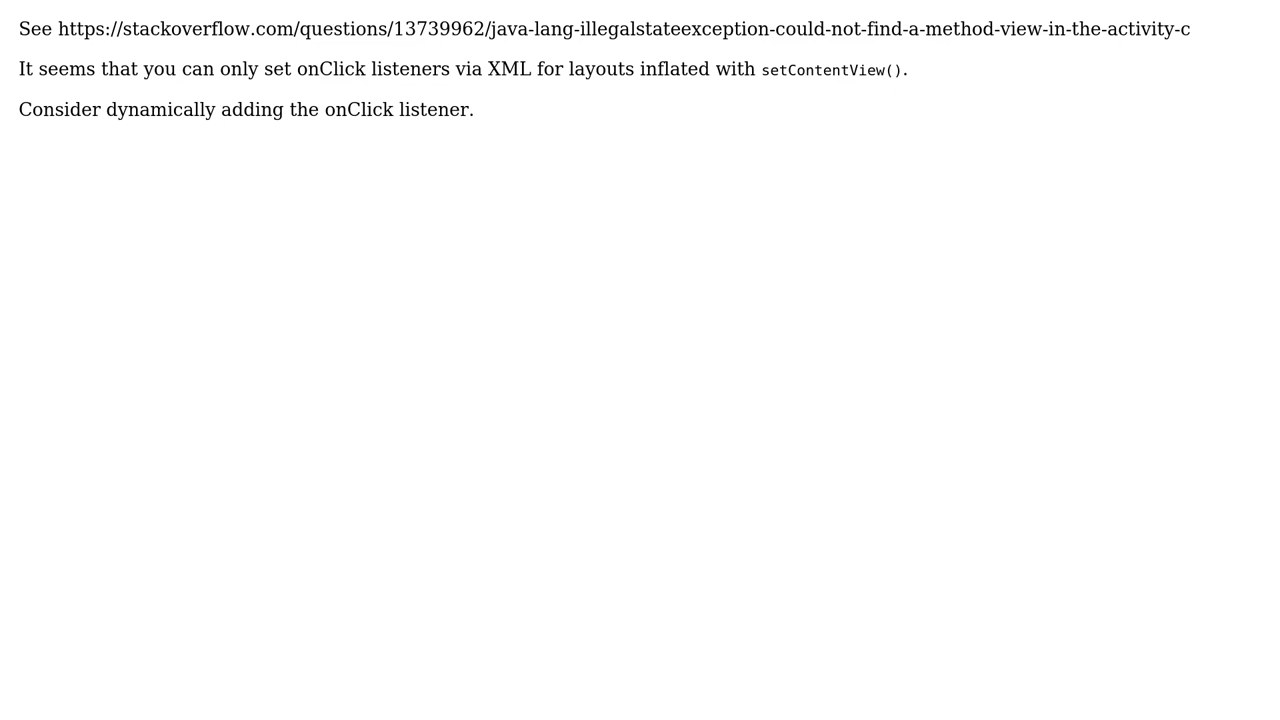 See https://stackoverflow.com/questions/13739962/java-lang-illegalstateexception-could-not-find-a-method-view-in-the-activity-c
It seems that you can only set onClick listeners via XML for layouts inflated with setContentView().
Consider dynamically adding the onClick listener.